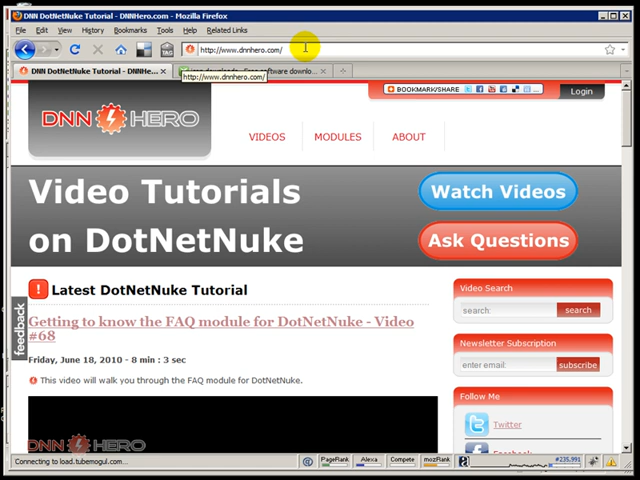 DNN DotNetNuke Tutorial - Mozilla Firefox
File Edit View History Bookmarks Tools Help Related Links
TAG http://www.dnnhero.com/
DNN DotNetNuke Tutorial - DNNHe...
http://www.dnnhero.com/
DNN HERO
BOOKMARK/SHARE
Login
VIDEOS MODULES ABOUT
Video Tutorials
on DotNetNuke
Watch Videos
Ask Questions
Latest DotNetNuke Tutorial
Getting to know the FAQ module for DotNetNuke - Video
#68
Friday, June 18, 2010 - 8 min : 3 sec
This video will walk you through the FAQ module for DotNetNuke.
feedback
Video Search
search: search
Newsletter Subscription
enter email: subscribe
Follow Me
Twitter
Facebook
DNN HERO
Connecting to load.tubemogul.com... PageRank Alexa Compete mozRank #235,991